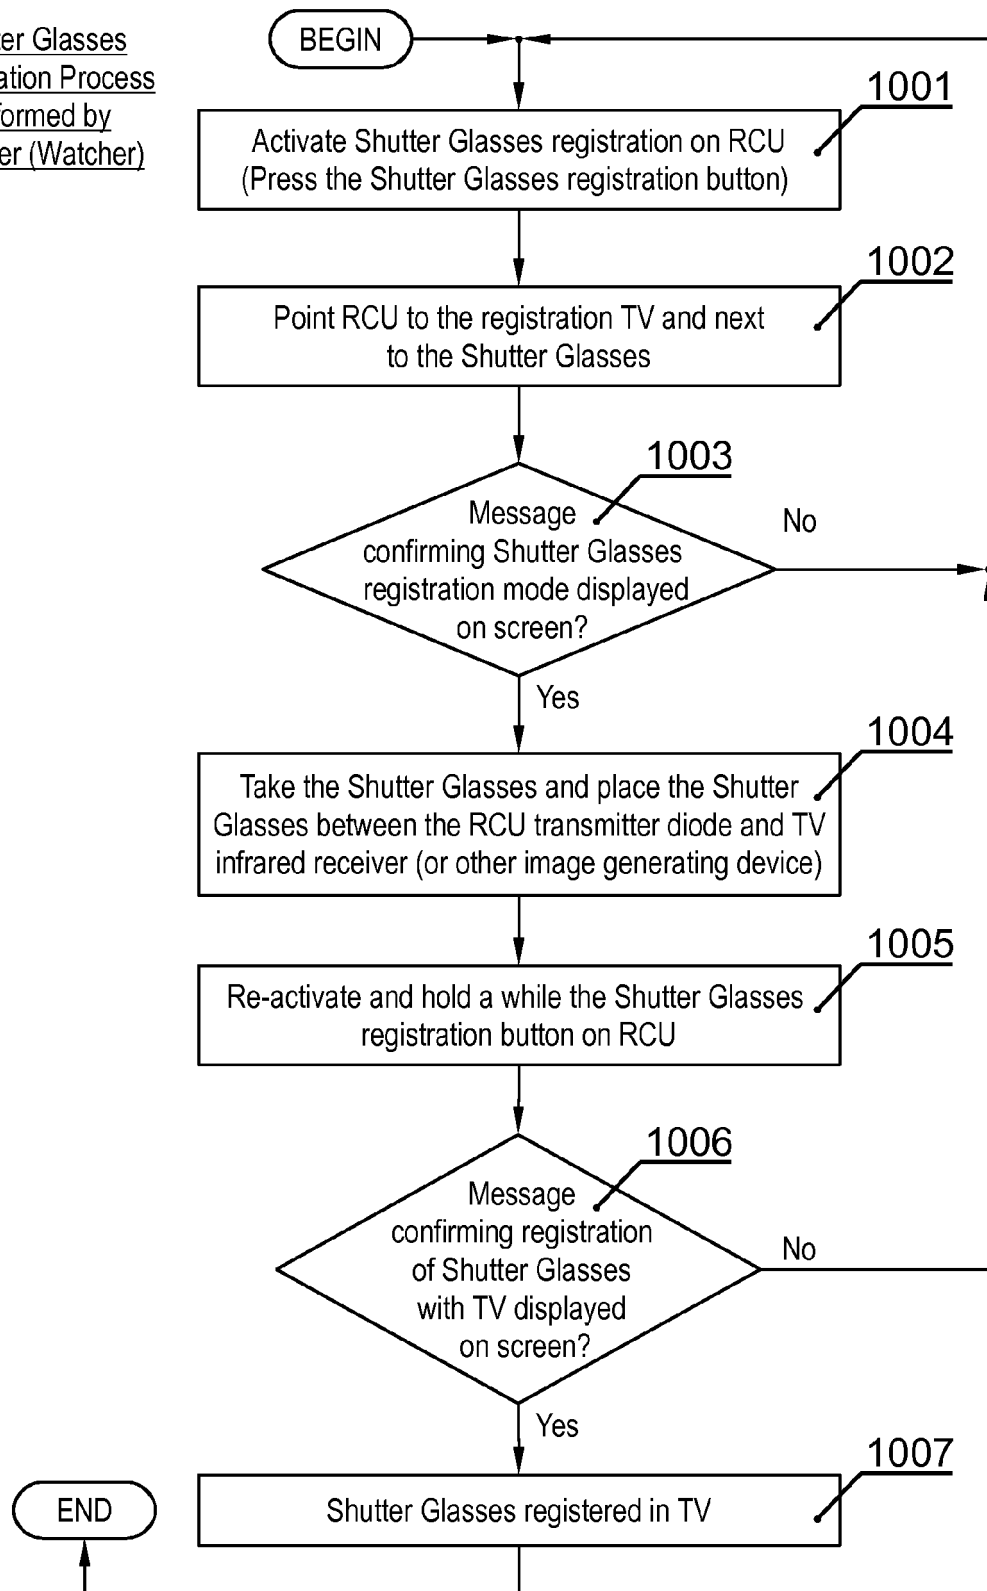 Glasses
Process
by
(Watcher)
BEGIN
1001
Activate Shutter Glasses registration on RCU
(Press the Shutter Glasses registration button)
1002
Point RCU to the registration TV and next
to the Shutter Glasses
1003
Message
confirming Shutter Glasses
registration mode displayed
on screen?
No
Yes
1004
Take the Shutter Glasses and place the Shutter
Glasses between the RCU transmitter diode and TV
infrared receiver (or other image generating device)
1005
Re-activate and hold a while the Shutter Glasses
registration button on RCU
1006
Message
confirming registration
of Shutter Glasses
with TV displayed
on screen?
No
Yes
1007
Shutter Glasses registered in TV
END